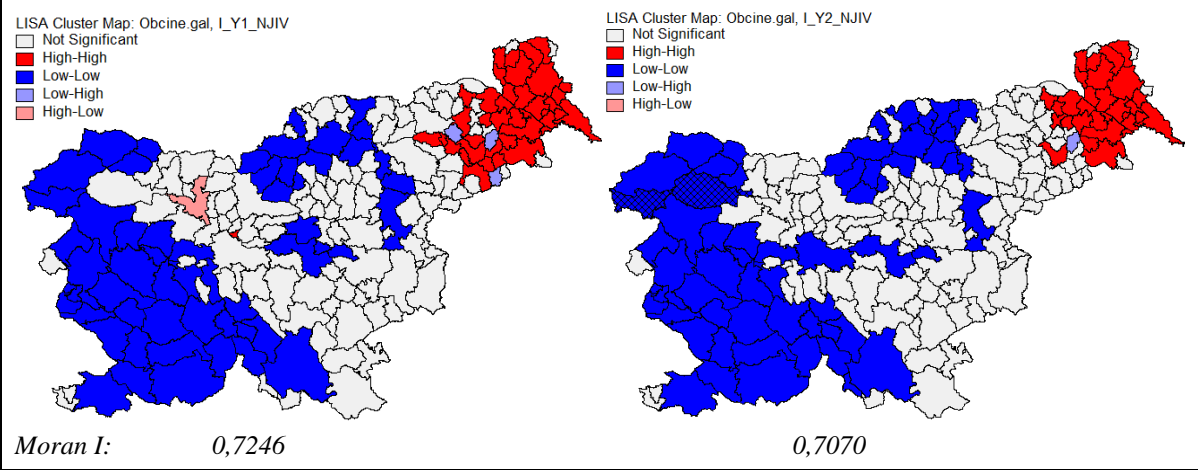 LISA Cluster Map: Obcine.gal, I_Y1_NJIV
Not Significant
High-High
Low-Low
Low-High
High-Low
LISA Cluster Map: Obcine.gal, I_Y2_NJIV
Not Significant
High-High
Low-Low
Low-High
High-Low
Moran I: 0,7246 0,7070